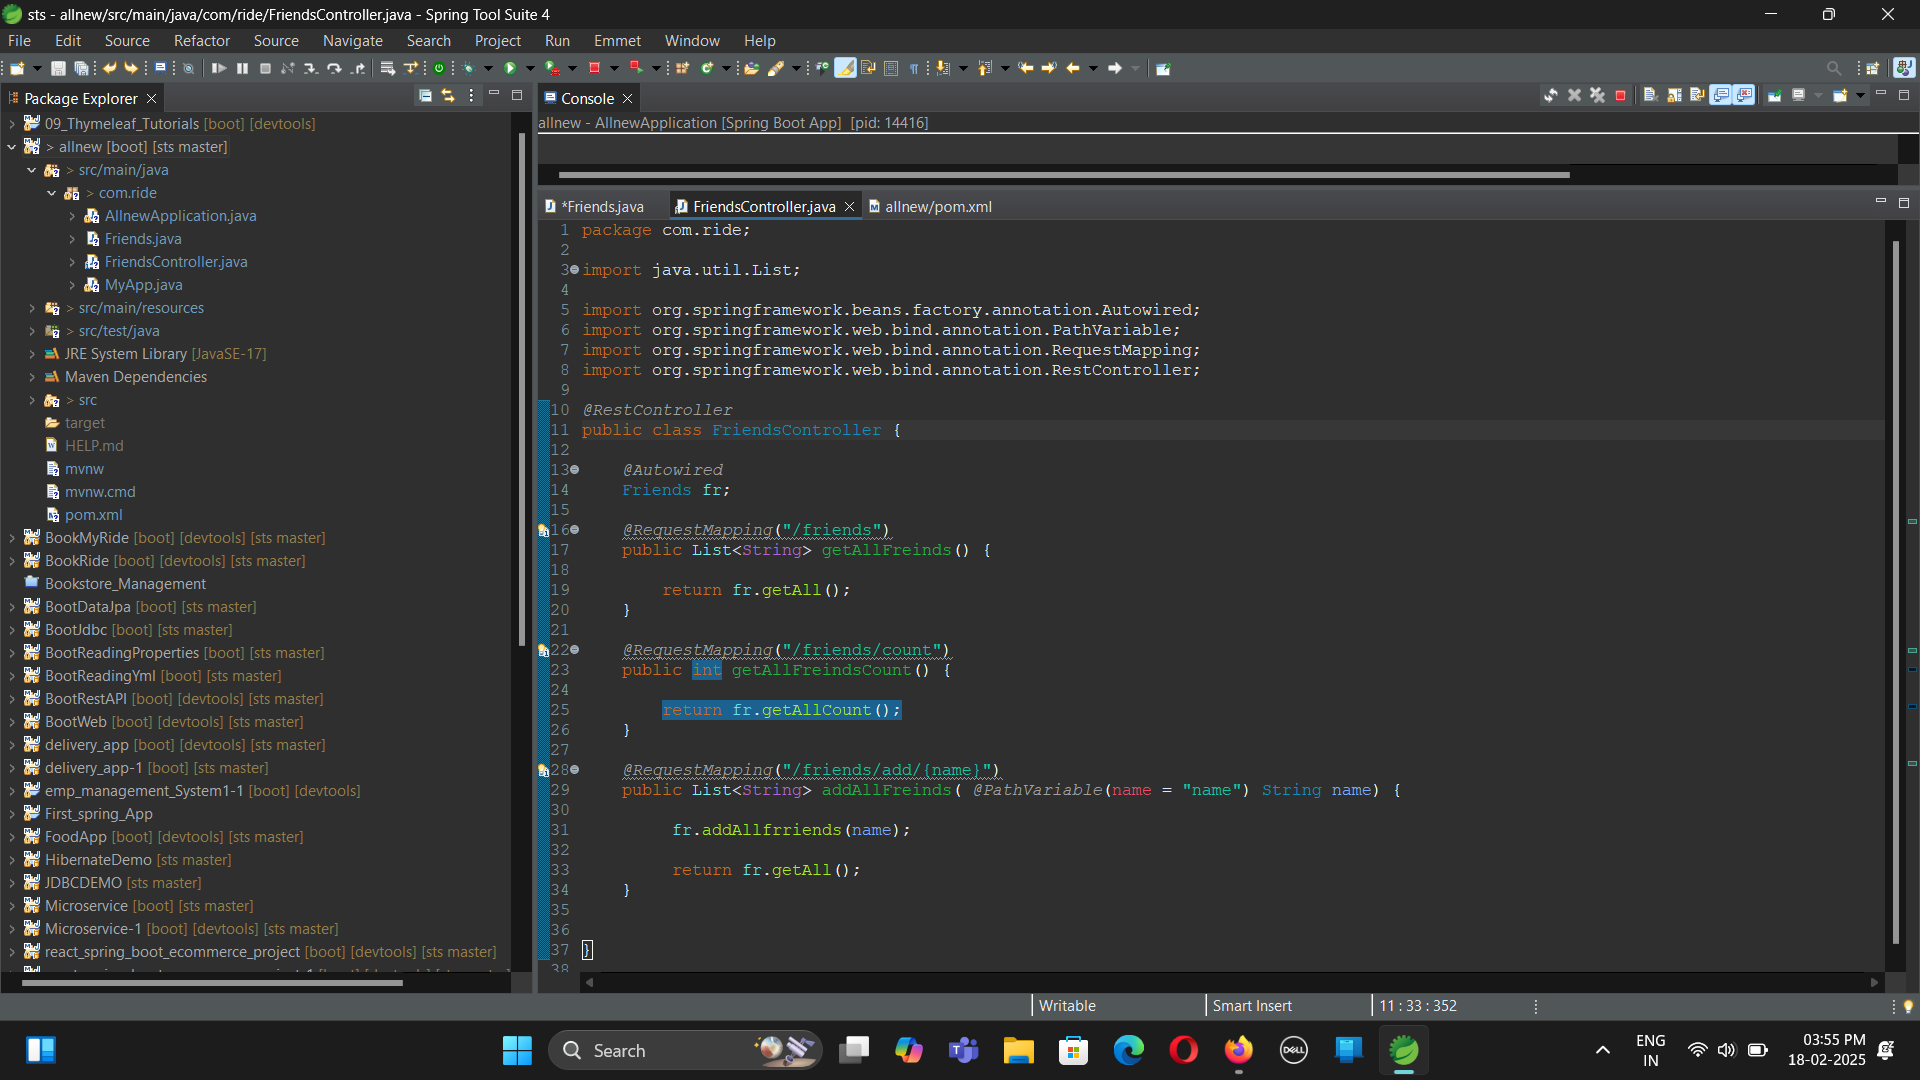 sts - allnew/src/main/java/com/ride/FriendsController.java - Spring Tool Suite 4
File Edit Source Refactor Source Navigate Search Project Run Emmet Window Help
Package Explorer
09_Thymeleaf_Tutorials [boot] [devtools]
> allnew [boot] [sts master]
> src/main/java
> com.ride
AllnewApplication.java
Friends.java
FriendsController.java
MyApp.java
> src/main/resources
> src/test/java
JRE System Library [JavaSE-17]
Maven Dependencies
> src
target
HELP.md
mvnw
mvnw.cmd
pom.xml
BookMyRide [boot] [devtools] [sts master]
BookRide [boot] [devtools] [sts master]
Bookstore_Management
BootDataJpa [boot] [sts master]
BootJdbc [boot] [sts master]
BootReadingProperties [boot] [sts master]
BootReadingYml [boot] [sts master]
BootRestAPI [boot] [devtools] [sts master]
BootWeb [boot] [devtools] [sts master]
delivery_app [boot] [devtools] [sts master]
delivery_app-1 [boot] [sts master]
emp_management_System1-1 [boot] [devtools]
First_spring_App
FoodApp [boot] [devtools] [sts master]
HibernateDemo [sts master]
JDBCDEMO [sts master]
Microservice [boot] [sts master]
Microservice-1 [boot] [devtools] [sts master]
react_spring_boot_ecommerce_project [boot] [devtools] [sts master]
Console
allnew - AllnewApplication [Spring Boot App] [pid: 14416]
*Friends.java FriendsController.java allnew/pom.xml
1 package com.ride;
2
3 import java.util.List;
4
5 import org.springframework.beans.factory.annotation.Autowired;
6 import org.springframework.web.bind.annotation.PathVariable;
7 import org.springframework.web.bind.annotation.RequestMapping;
8 import org.springframework.web.bind.annotation.RestController;
9
10 @RestController
11 public class FriendsController {
12
13 @Autowired
14 Friends fr;
15
16 @RequestMapping("/friends")
17 public List<String> getAllFreinds() {
18
19 return fr.getAll();
20 }
21
22 @RequestMapping("/friends/count")
23 public int getAllFreindsCount() {
24
25 return fr.getAllCount();
26 }
27
28 @RequestMapping("/friends/add/{name}")
29 public List<String> addAllFreinds( @PathVariable(name = "name") String name) {
30
31 fr.addAllfrriends(name);
32
33 return fr.getAll();
34 }
35
36
37 }
38
Writable Smart Insert 11 : 33 : 352
Search
DELL
ENG
IN
03:55 PM
18-02-2025